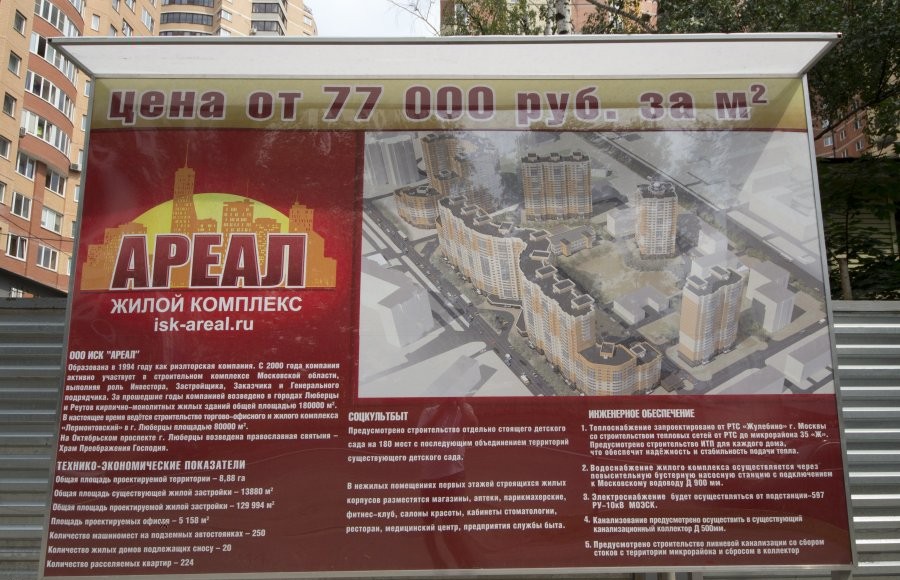 цена от 77 000 руб. за м²
АРЕАЛ
ЖИЛОЙ КОМПЛЕКС
isk-areal.ru
ООО ИСК "АРЕАЛ"
Образована в 1994 году как риэлторская компания. С 2000 года компания
активно участвует в строительном комплексе Московской области,
выполняя роль Инвестора, Застройщика, Заказчика и Генерального
подрядчика. За прошедшие годы компанией возведено в городах Люберцы
и Реутов кирпично-монолитных жилых зданий общей площадью 180000 м².
В настоящее время ведётся строительство торгово-офисного и жилого комплекса
«Лермонтовский» в г. Люберцы площадью 80000 м².
На Октябрьском проспекте г. Люберцы возведена православная святыня –
Храм Преображения Господня.
ТЕХНИКО-ЭКОНОМИЧЕСКИЕ ПОКАЗАТЕЛИ
Общая площадь проектируемой территории – 8,88 га
Общая площадь существующей жилой застройки – 13880 м²
Общая площадь проектируемой жилой застройки – 129 994 м²
Площадь проектируемых офисов – 5 158 м²
Количество машиномест на подземных автостоянках – 250
Количество жилых домов подлежащих сносу – 20
Количество расселяемых квартир – 224
СОЦКУЛЬТБЫТ
Предусмотрено строительство отдельно стоящего детского
сада на 180 мест с последующим объединением территорий
существующего детского сада.
В нежилых помещениях первых этажей строящихся жилых
корпусов разместятся магазины, аптеки, парикмахерские,
фитнес-клуб, салоны красоты, кабинеты стоматологии,
ресторан, медицинский центр, предприятия службы быта.
ИНЖЕНЕРНОЕ ОБЕСПЕЧЕНИЕ
1. Теплоснабжение запроектировано от РТС «Жулебино» г. Москвы
со строительством тепловых сетей от РТС до микрорайона 35 «Ж».
Предусмотрено строительство ИТП для каждого дома,
что обеспечит надёжность и стабильность подачи тепла.
2. Водоснабжение жилого комплекса осуществляется через
повысительную бустерную насосную станцию с подключением
к Московскому водоводу Д 900 мм.
3. Электроснабжение будет осуществляться от подстанции-597
РУ-10кВ МОЭСК.
4. Канализование предусмотрено осуществить в существующий
канализационный коллектор Д 500мм.
5. Предусмотрено строительство ливневой канализации со сбором
стоков с территории микрорайона и сбросом в коллектор